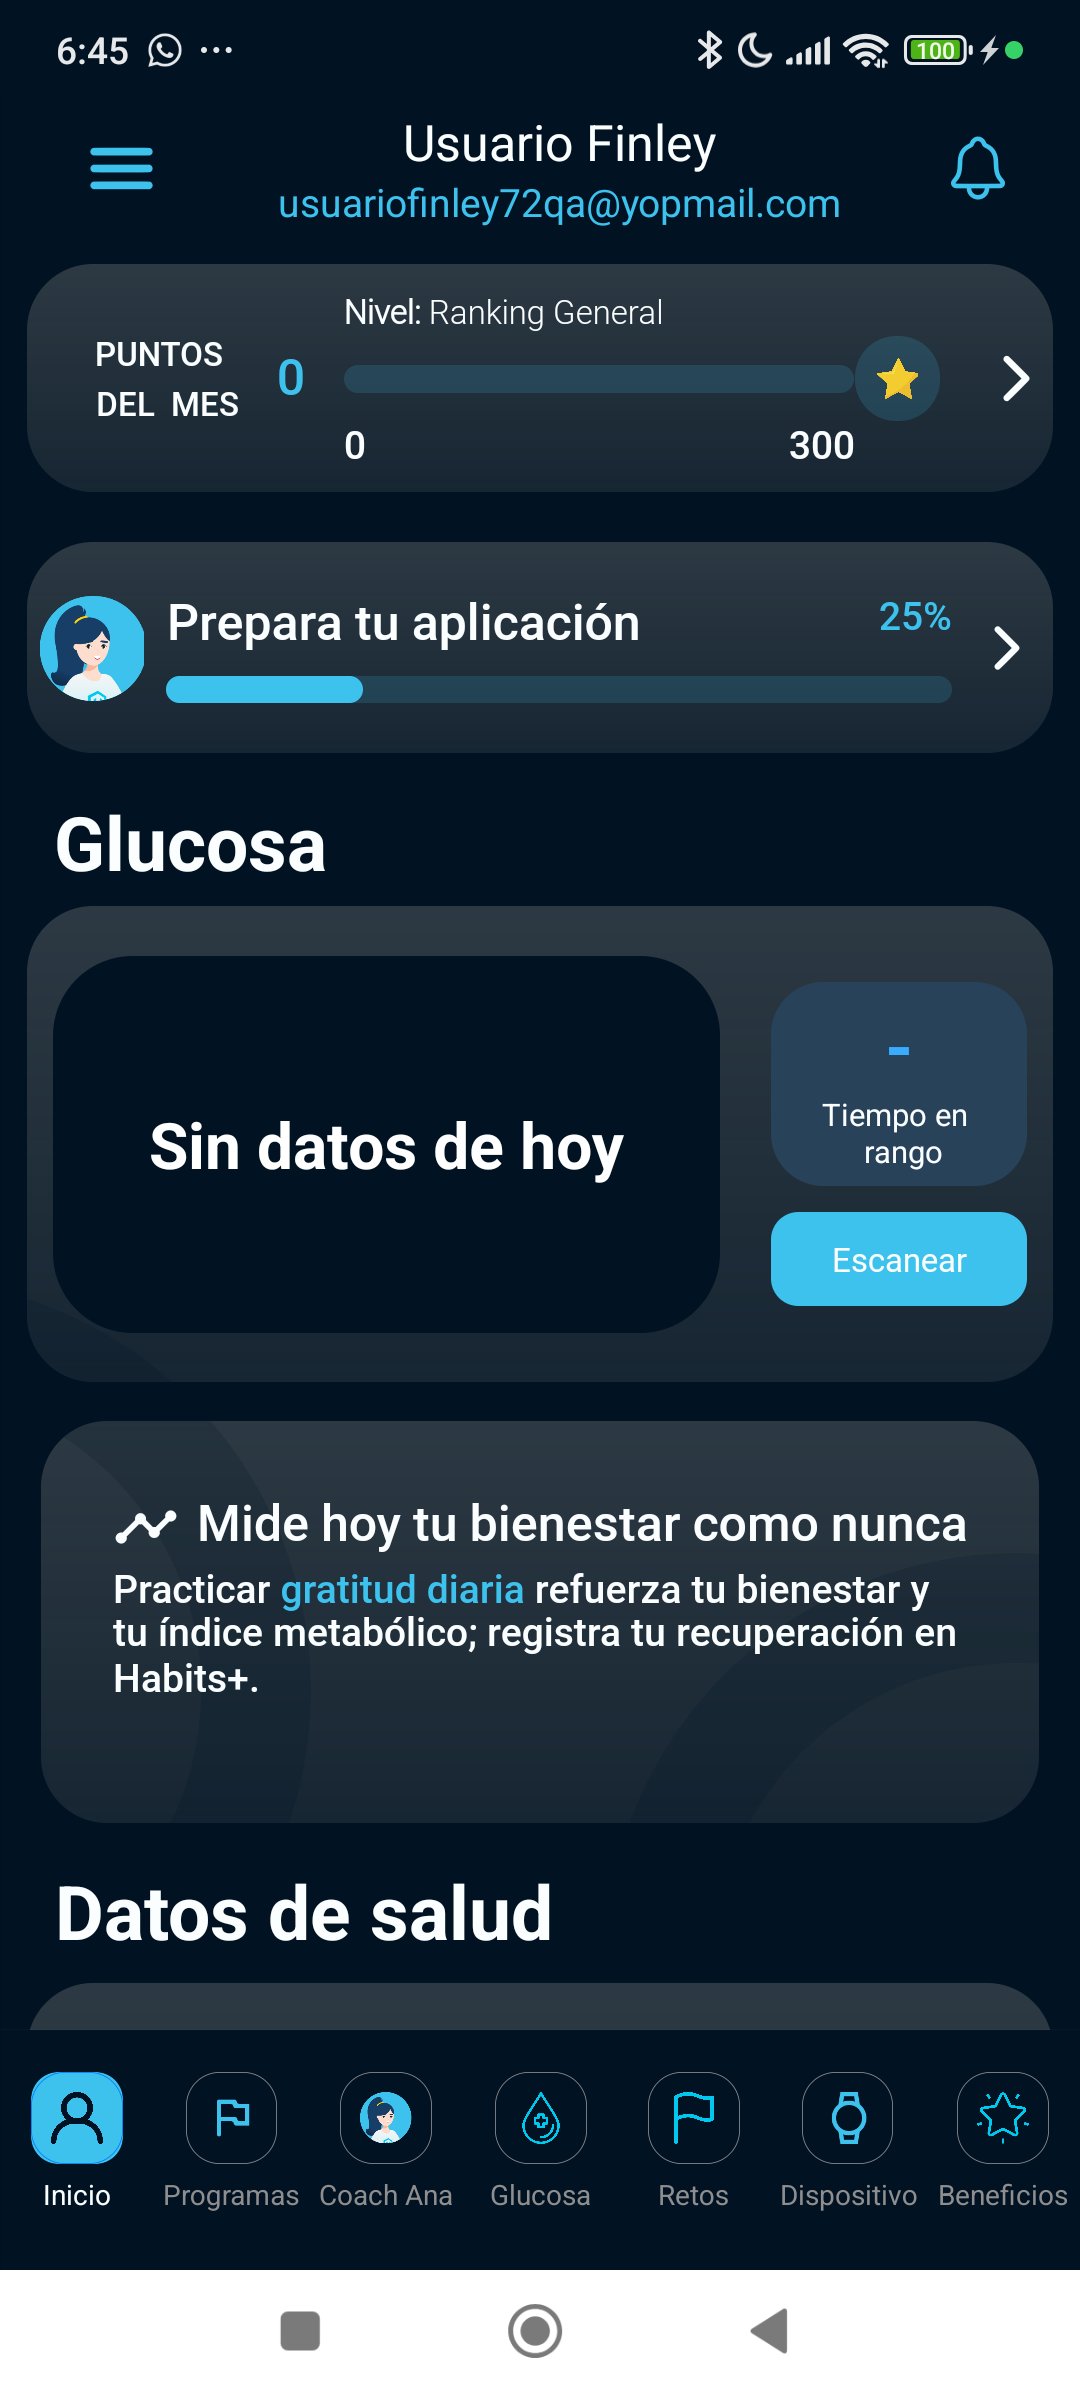 6:45
100
Usuario Finley
usuariofinley72qa@yopmail.com
Nivel: Ranking General
PUNTOS
DEL MES
0
0
300
Prepara tu aplicación
25%
Glucosa
Sin datos de hoy
-
Tiempo en
rango
Escanear
Mide hoy tu bienestar como nunca
Practicar gratitud diaria refuerza tu bienestar y
tu índice metabólico; registra tu recuperación en
Habits+.
Datos de salud
Inicio
Programas
Coach Ana
Glucosa
Retos
Dispositivo
Beneficios